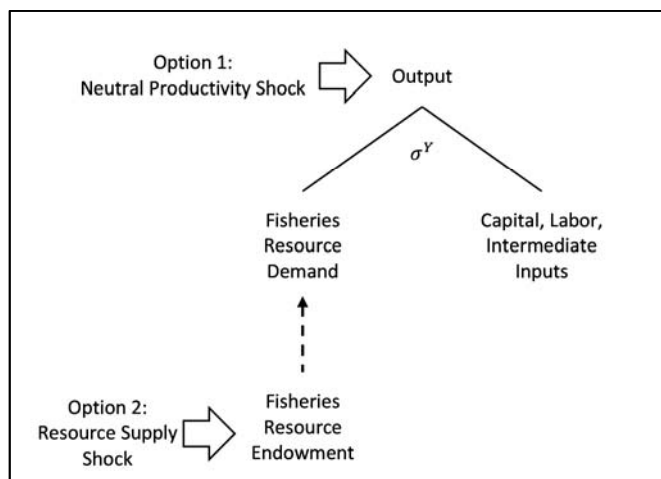 Option 1:
Neutral Productivity Shock
Output
σ^Y
Fisheries
Resource
Demand
Capital, Labor,
Intermediate
Inputs
Option 2:
Resource Supply
Shock
Fisheries
Resource
Endowment